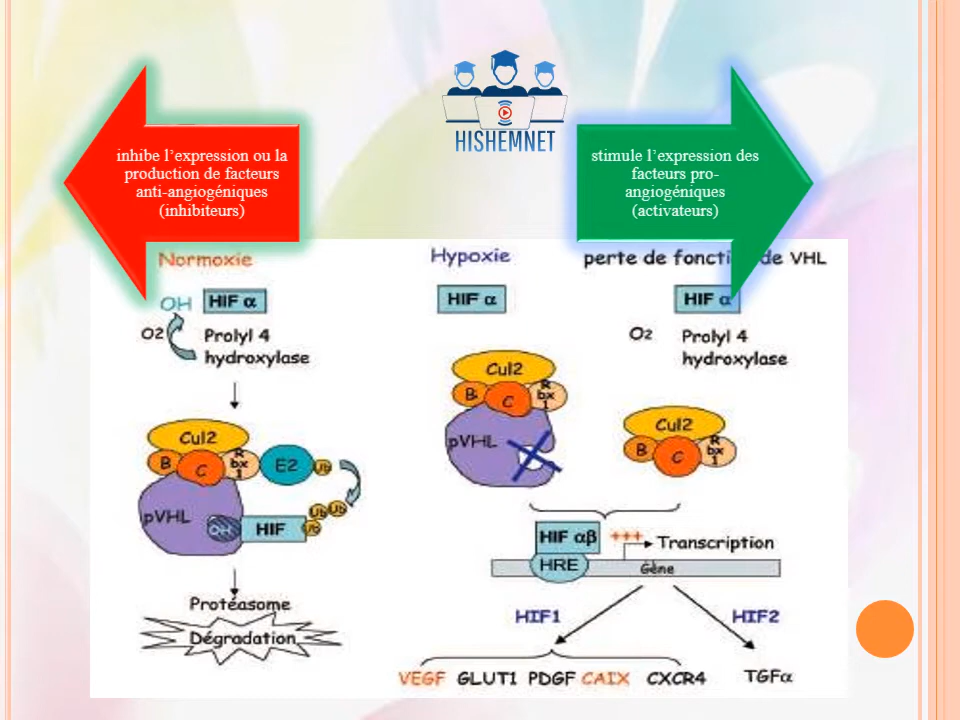 HISHEMNET
inhibe l’expression ou la
production de facteurs
anti-angiogéniques
(inhibiteurs)
stimule l’expression des
facteurs pro-
angiogéniques
(activateurs)
Normoxie
OH
HIF α
O2
Prolyl 4
hydroxylase
Cul2
B
C
R
bx
1
E2
Ub
pVHL
OH
HIF
Ub
Ub
Ub
Protéasome
Dégradation
Hypoxie
HIF α
Cul2
B
C
R
bx
1
pVHL
perte de fonction de VHL
HIF α
O2
Prolyl 4
hydroxylase
Cul2
B
C
R
bx
1
HIF αβ
+++
Transcription
HRE
Gène
HIF1
HIF2
VEGF GLUT1 PDGF CAIX CXCR4
TGFα